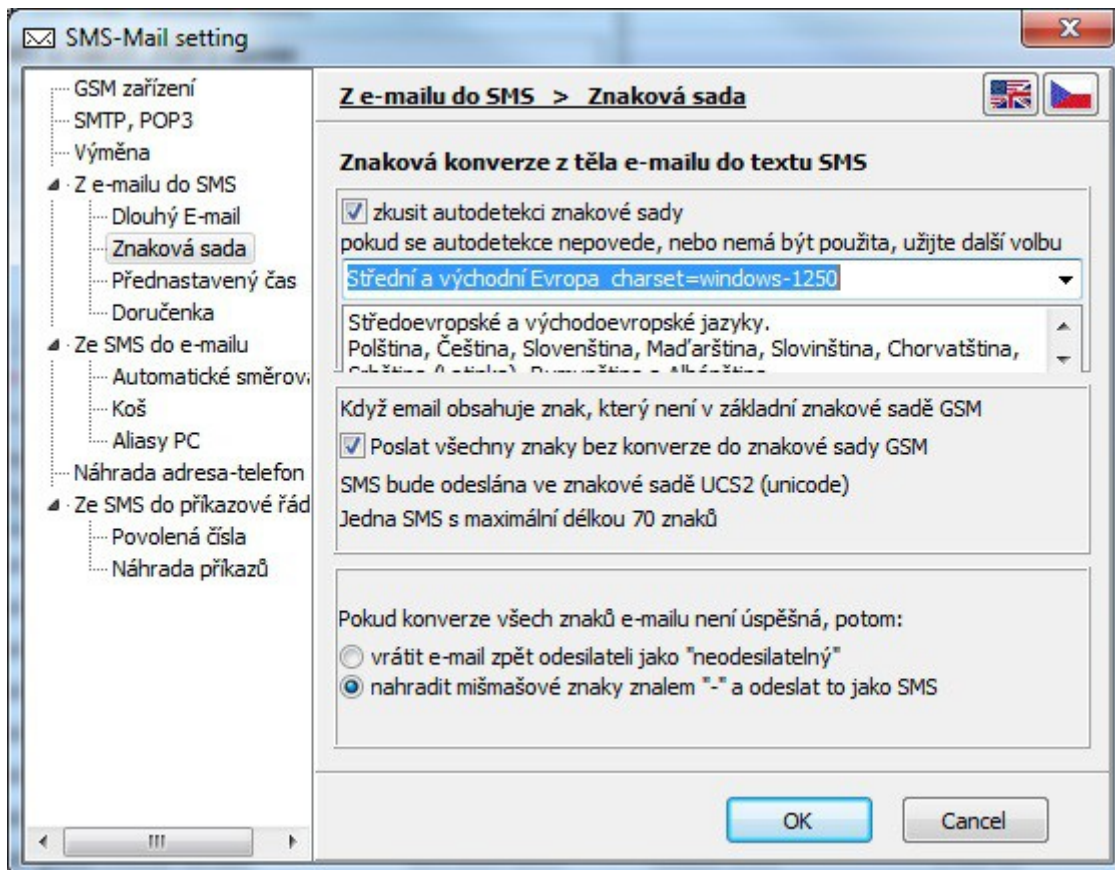 SMS-Mail setting
GSM zařízení
SMTP, POP3
Výměna
Z e-mailu do SMS
Dlouhý E-mail
Znaková sada
Přednastavený čas
Doručenka
Ze SMS do e-mailu
Automatické směrov
Koš
Aliasy PC
Náhrada adresa-telefon
Ze SMS do příkazové řád
Povolená čísla
Náhrada příkazů
Z e-mailu do SMS > Znaková sada
Znaková konverze z těla e-mailu do textu SMS
zkusit autodetekci znakové sady
pokud se autodetekce nepovede, nebo nemá být použita, užijte další volbu
Střední a východní Evropa charset=windows-1250
Středoevropské a východoevropské jazyky.
Polština, Čeština, Slovenština, Maďarština, Slovinština, Chorvatština,
Když email obsahuje znak, který není v základní znakové sadě GSM
Poslat všechny znaky bez konverze do znakové sady GSM
SMS bude odeslána ve znakové sadě UCS2 (unicode)
Jedna SMS s maximální délkou 70 znaků
Pokud konverze všech znaků e-mailu není úspěšná, potom:
vrátit e-mail zpět odesilateli jako "neodesilatelný"
nahradit mišmašové znaky znalem "-" a odeslat to jako SMS
OK
Cancel